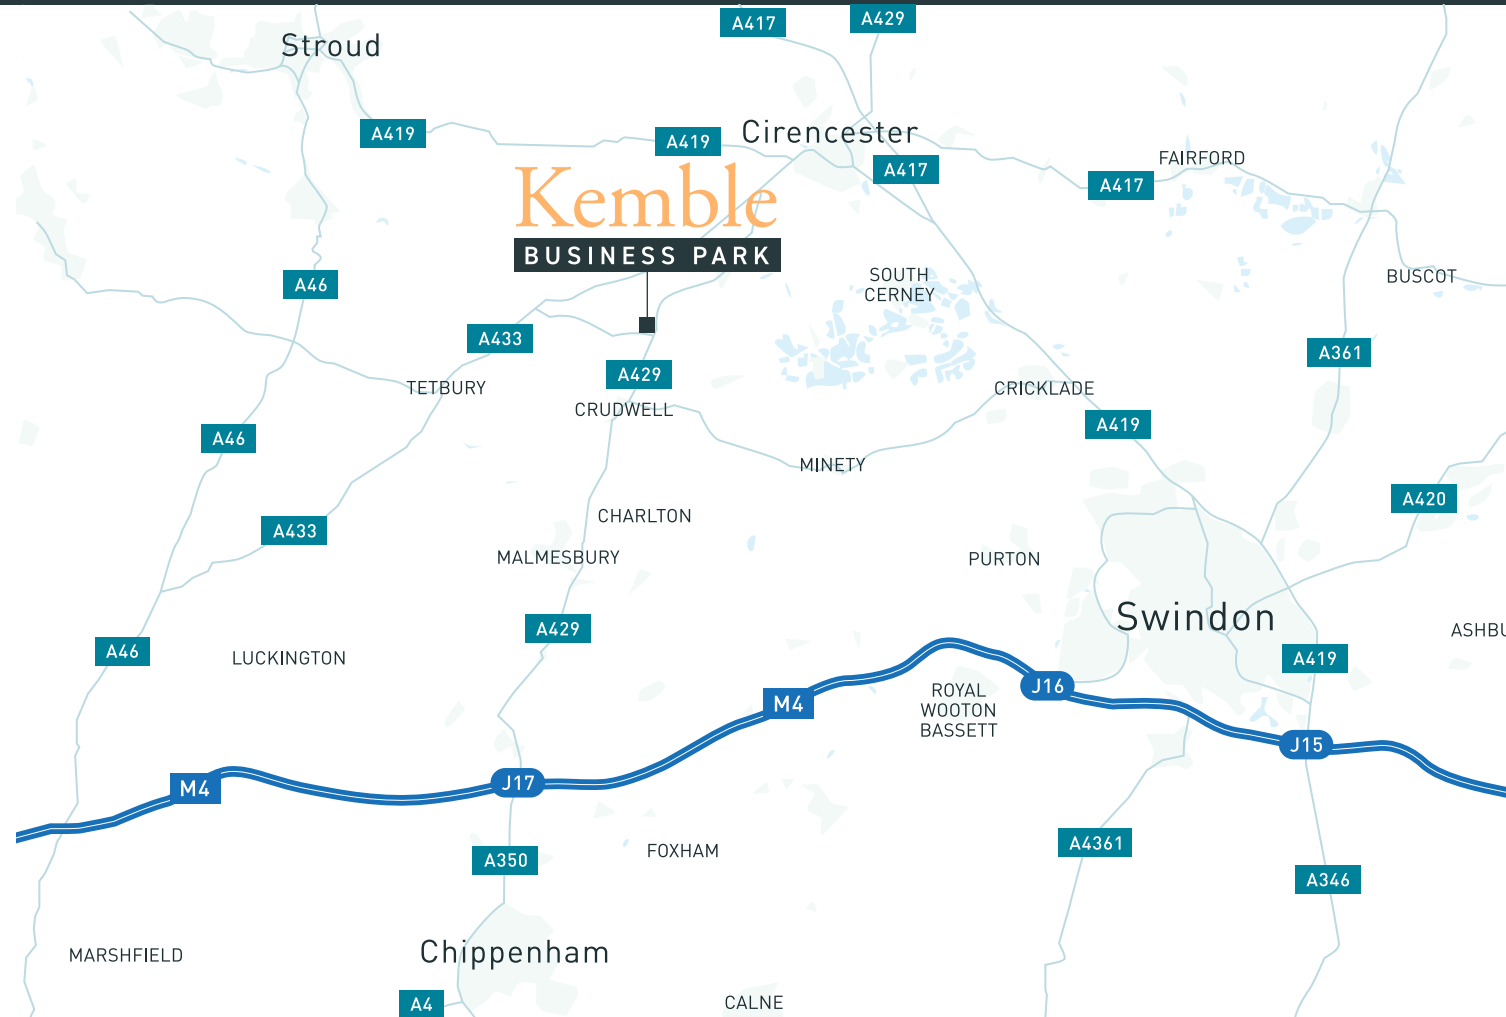 A417
A429
Stroud
A419
A419
Cirencester
A417
FAIRFORD
A417
Kemble
BUSINESS PARK
SOUTH
CERNEY
BUSCOT
A46
A433
A361
A429
TETBURY
CRUDWELL
CRICKLADE
A419
A46
MINETY
A420
A433
CHARLTON
MALMESBURY
PURTON
Swindon
A429
ASHBU
A46
LUCKINGTON
A419
J16
ROYAL
WOOTON
BASSETT
M4
J15
M4
J17
A4361
FOXHAM
A350
A346
MARSHFIELD
Chippenham
A4
CALNE